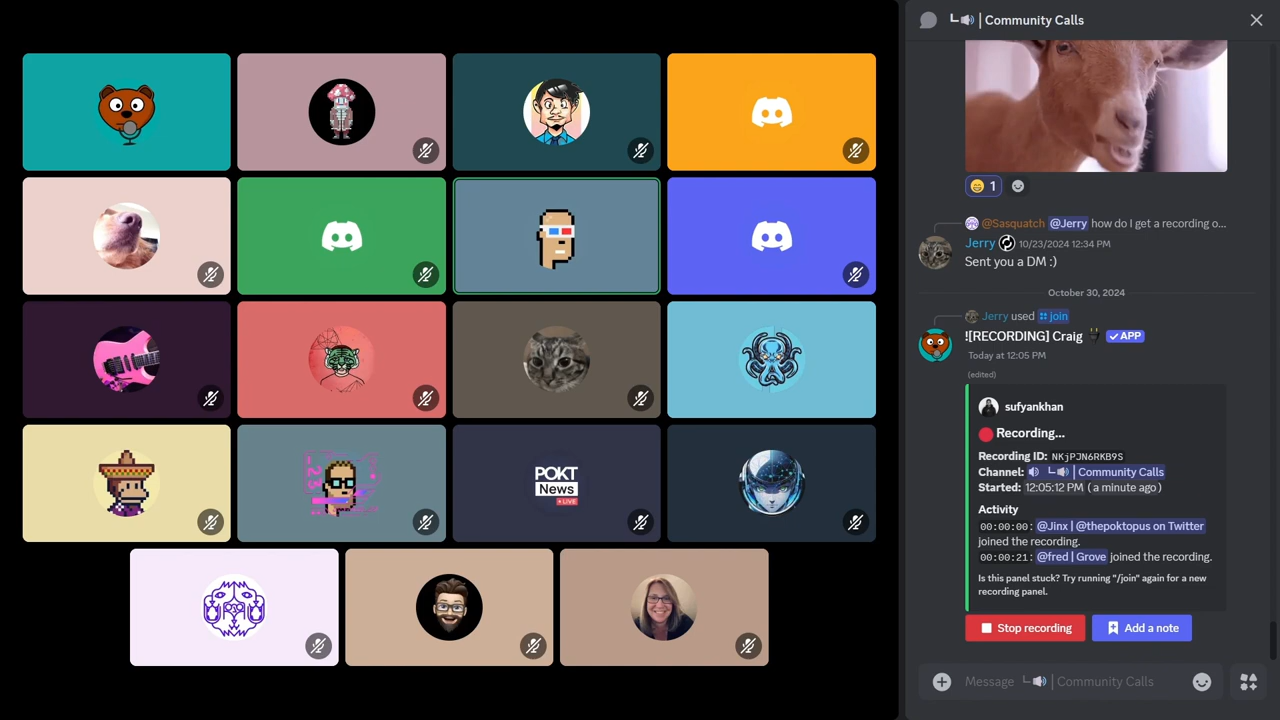 POKT
News
LIVE
Community Calls
1
@Sasquatch @Jerry how do I get a recording o...
Jerry 10/23/2024 12:34 PM
Sent you a DM :)
October 30, 2024
Jerry used join
![RECORDING] Craig APP
Today at 12:05 PM
(edited)
sufyankhan
Recording...
Recording ID: NKjPJN6RKB9S
Channel: Community Calls
Started: 12:05:12 PM (a minute ago)
Activity
00:00:00: @Jinx | @thepoktopus on Twitter
joined the recording.
00:00:21: @fred | Grove joined the recording.
Is this panel stuck? Try running "/join" again for a new
recording panel.
Stop recording Add a note
Message Community Calls